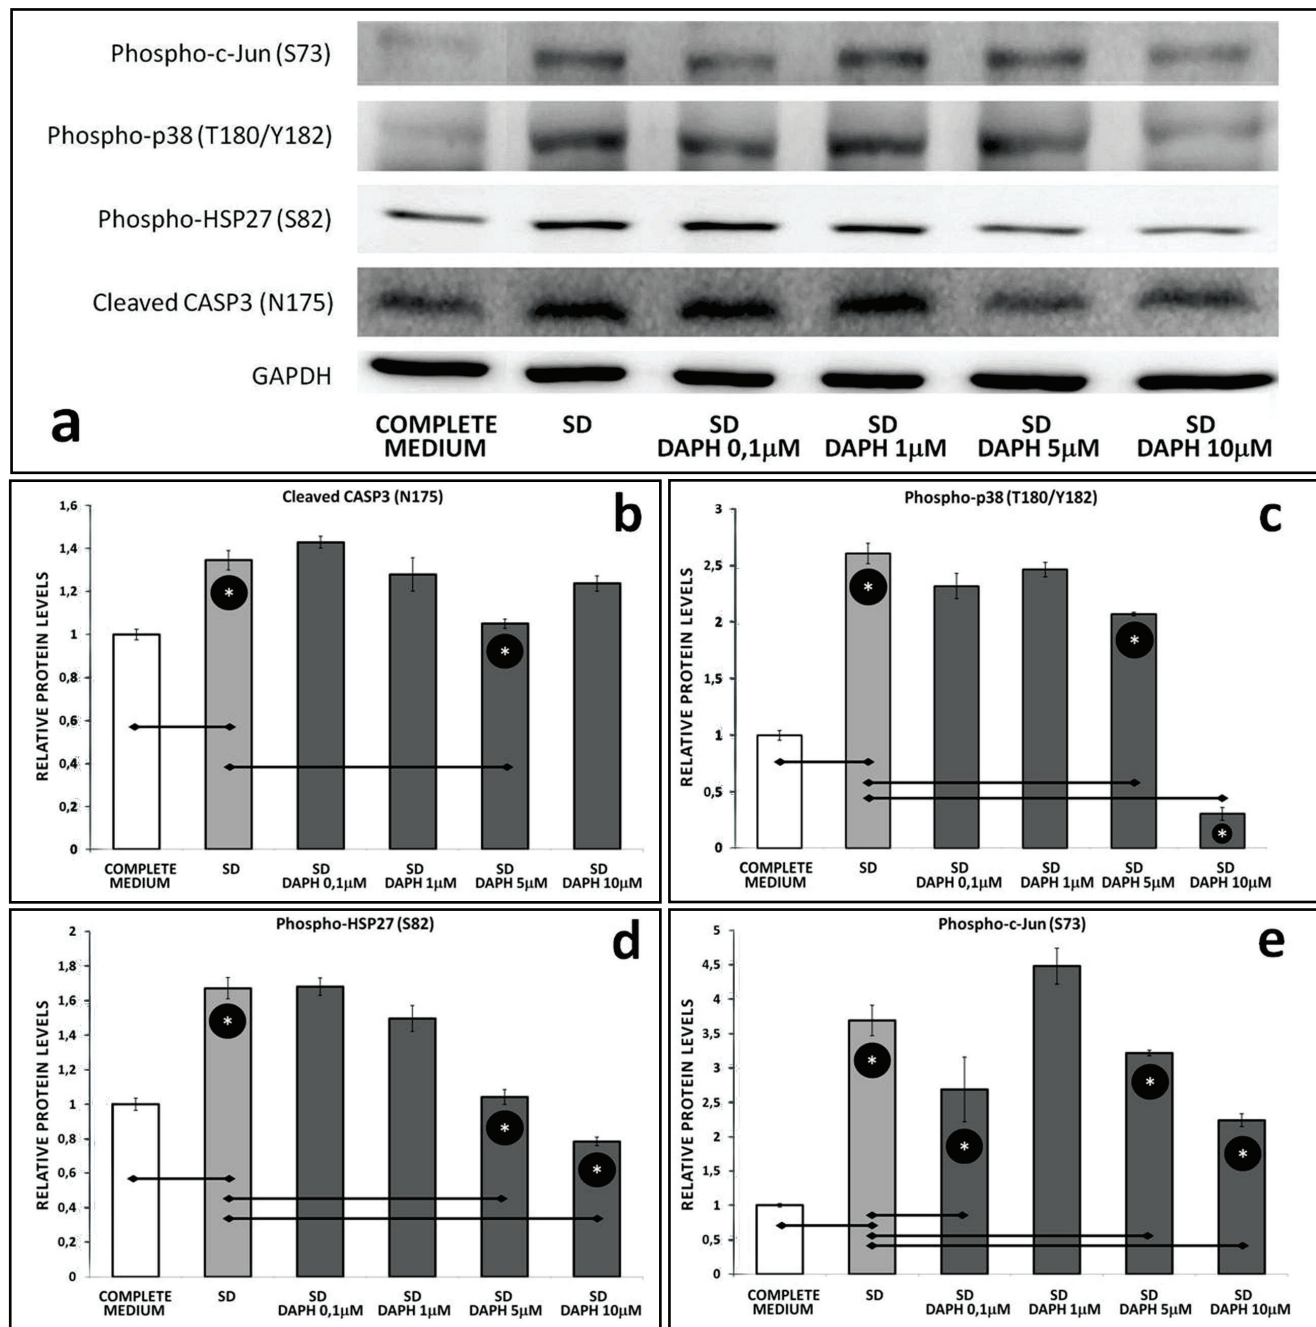 Phospho-c-Jun (S73)
Phospho-p38 (T180/Y182)
Phospho-HSP27 (S82)
Cleaved CASP3 (N175)
GAPDH
a
COMPLETE MEDIUM
SD
SD DAPH 0,1μM
SD DAPH 1μM
SD DAPH 5μM
SD DAPH 10μM
Cleaved CASP3 (N175)
b
RELATIVE PROTEIN LEVELS
1,6
1,4
1,2
1
0,8
0,6
0,4
0,2
0
*
*
COMPLETE MEDIUM
SD
SD DAPH 0,1μM
SD DAPH 1μM
SD DAPH 5μM
SD DAPH 10μM
Phospho-p38 (T180/Y182)
c
RELATIVE PROTEIN LEVELS
3
2,5
2
1,5
1
0,5
0
*
*
*
COMPLETE MEDIUM
SD
SD DAPH 0,1μM
SD DAPH 1μM
SD DAPH 5μM
SD DAPH 10μM
Phospho-HSP27 (S82)
d
RELATIVE PROTEIN LEVELS
2
1,8
1,6
1,4
1,2
1
0,8
0,6
0,4
0,2
0
*
*
*
COMPLETE MEDIUM
SD
SD DAPH 0,1μM
SD DAPH 1μM
SD DAPH 5μM
SD DAPH 10μM
Phospho-c-Jun (S73)
e
RELATIVE PROTEIN LEVELS
5
4,5
4
3,5
3
2,5
2
1,5
1
0,5
0
*
*
*
*
COMPLETE MEDIUM
SD
SD DAPH 0,1μM
SD DAPH 1μM
SD DAPH 5μM
SD DAPH 10μM